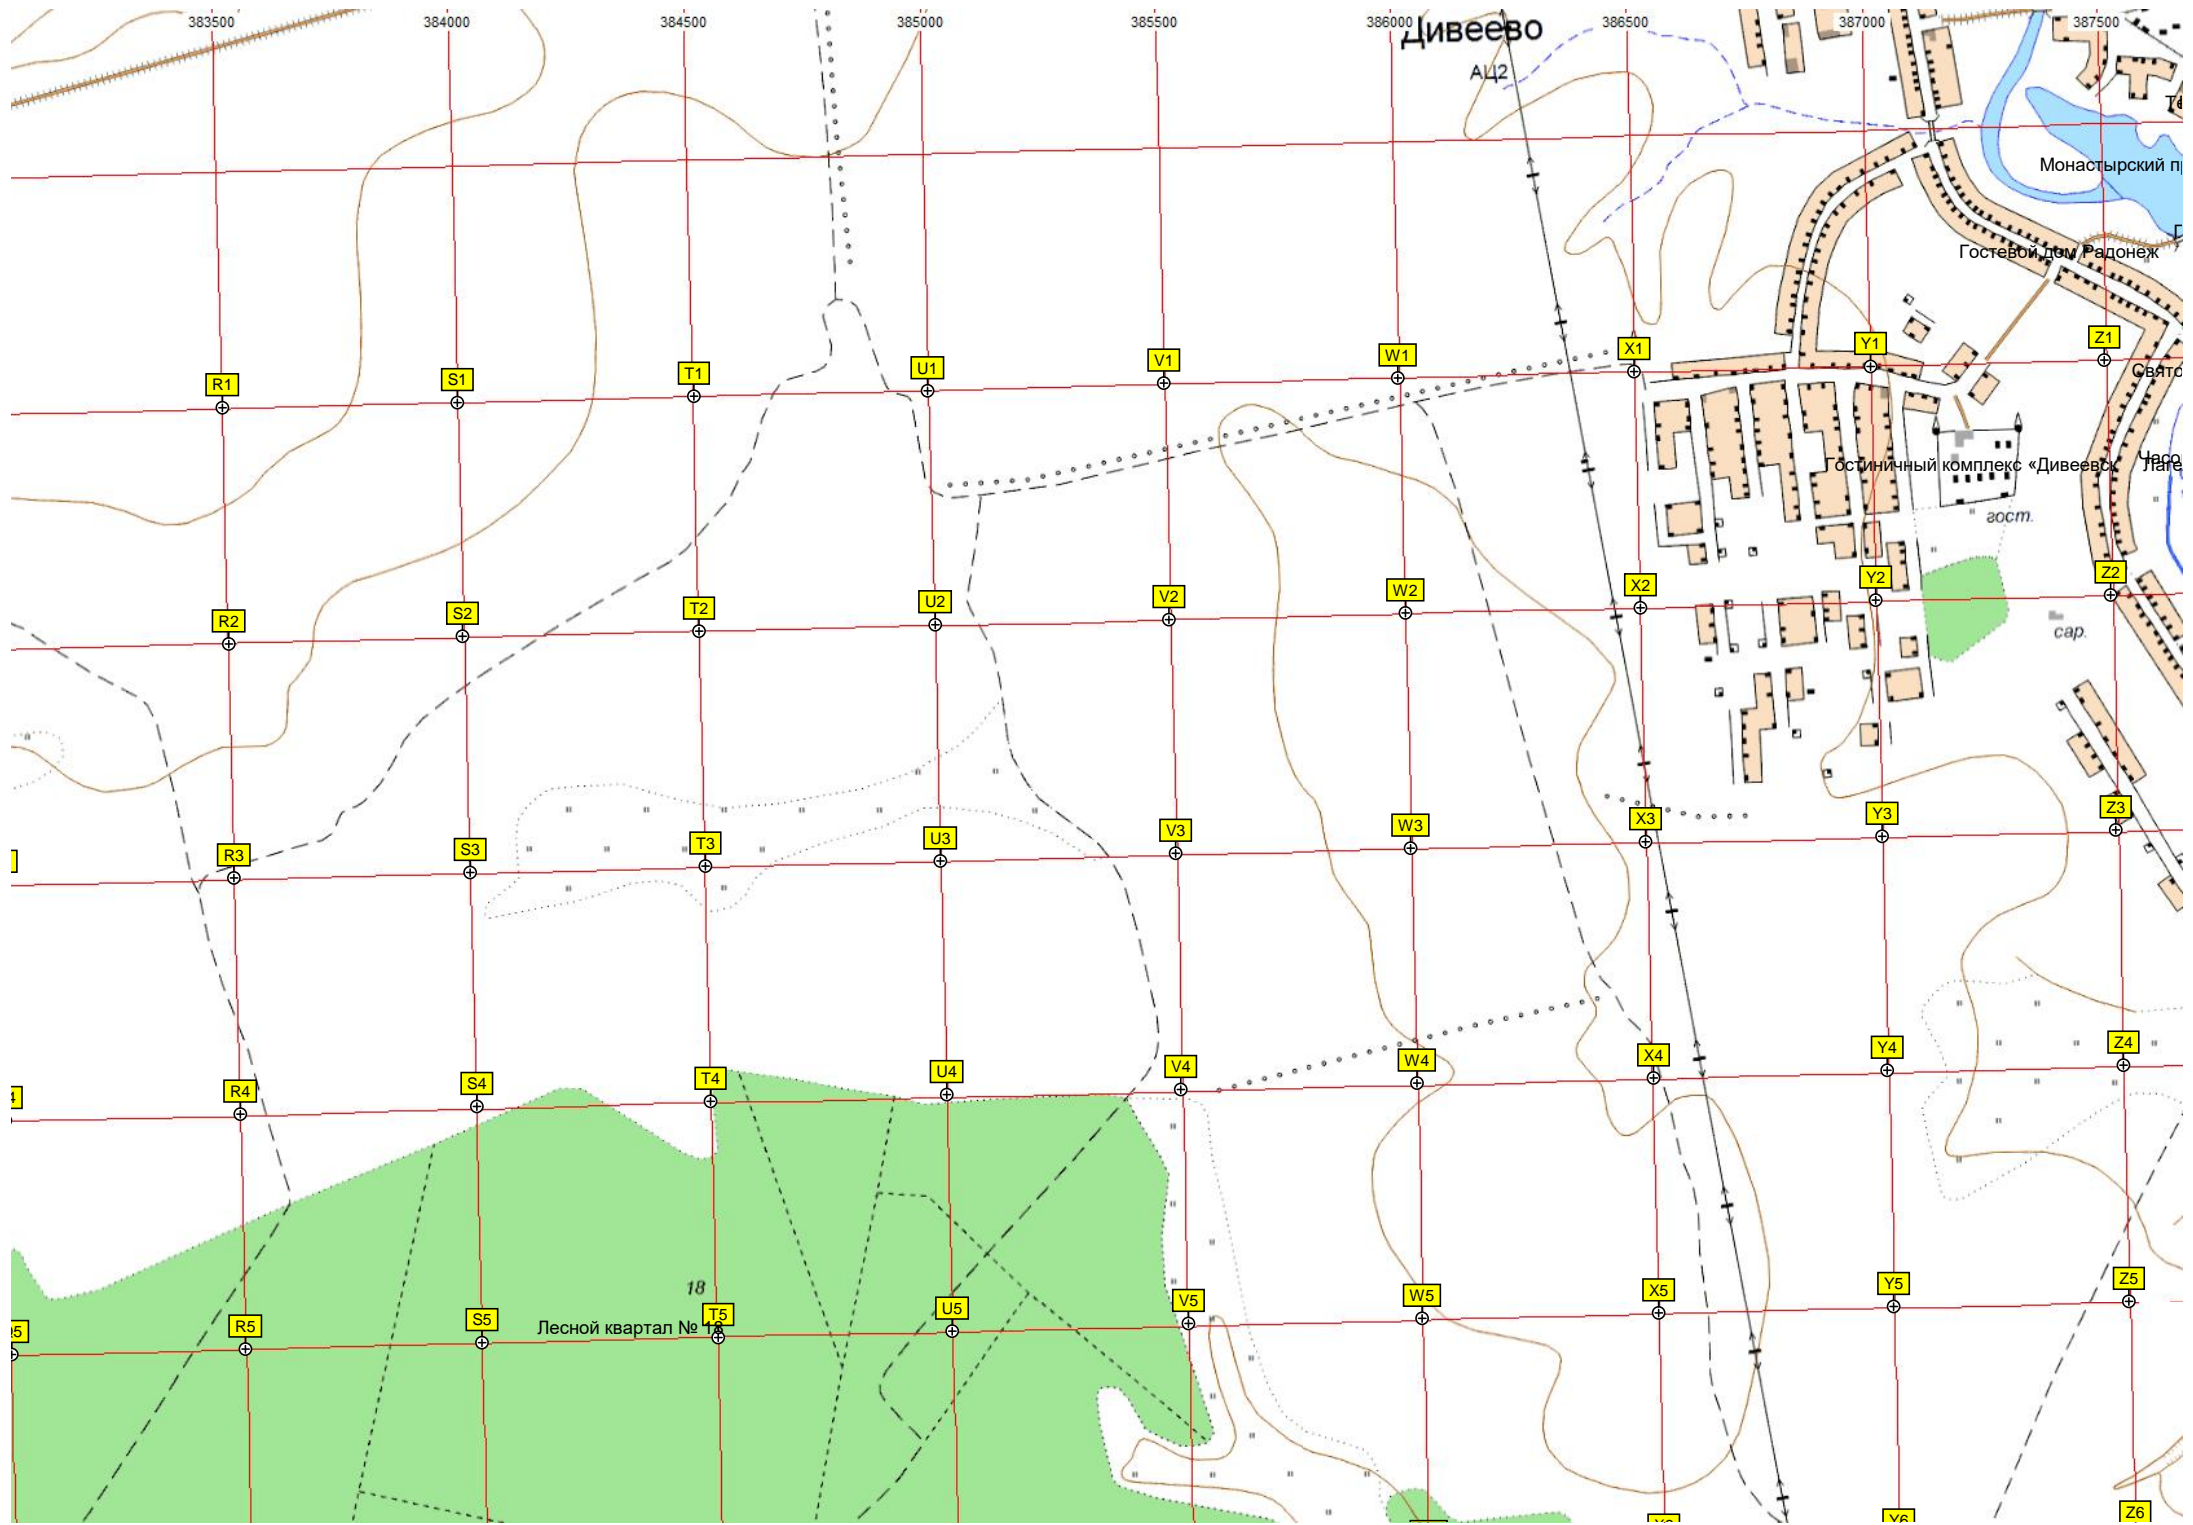 383500 384000 384500 385000 385500 386000 386500 387000 387500
Дивеево
АЦ2
Монастырский
Гостевой дом Радонеж
X1 Y1 Z1
R1 S1 T1 U1 V1 W1
Гостиничный комплекс «Дивеевск
гост.
R2 S2 T2 U2 V2 W2 X2 Y2 Z2
сар.
R3 S3 T3 U3 V3 W3 X3 Y3 Z3
R4 S4 T4 U4 V4 W4 X4 Y4 Z4
18
R5 S5 T5 U5 V5 W5 X5 Y5 Z5
Лесной квартал № 18
Y6 Z6